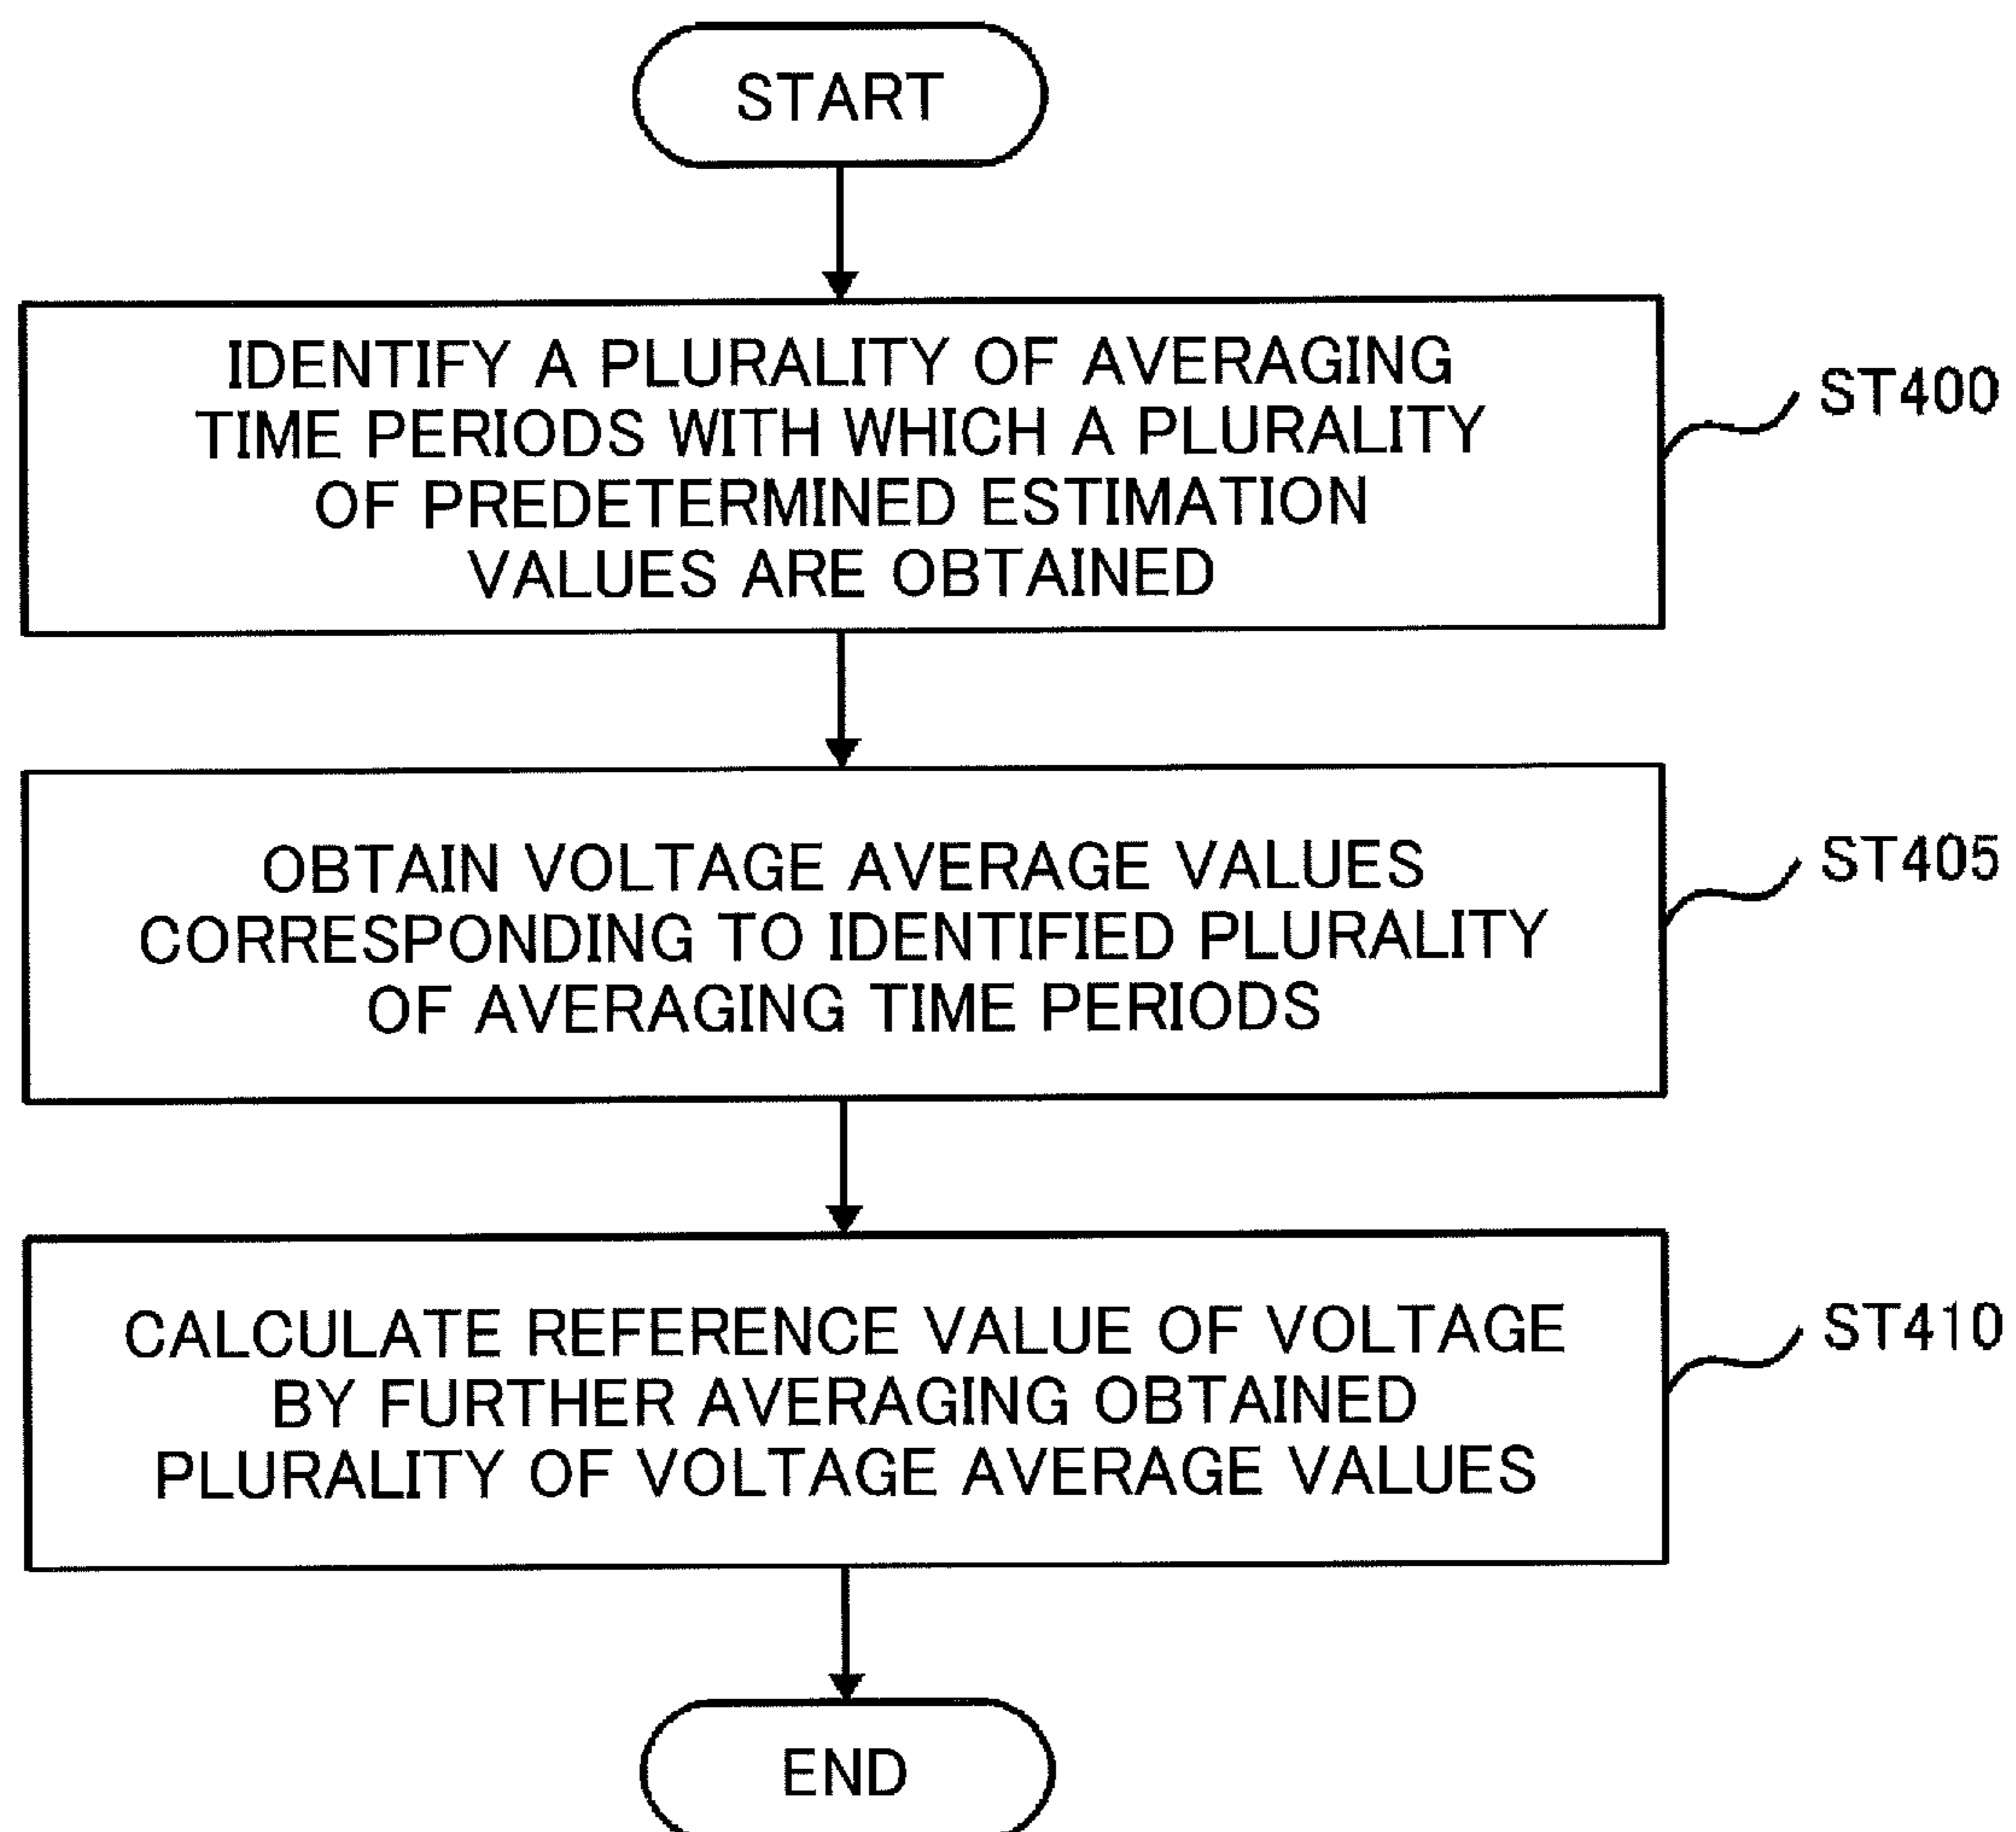 START
IDENTIFY A PLURALITY OF AVERAGING
TIME PERIODS WITH WHICH A PLURALITY
OF PREDETERMINED ESTIMATION
VALUES ARE OBTAINED
ST400
OBTAIN VOLTAGE AVERAGE VALUES
CORRESPONDING TO IDENTIFIED PLURALITY
OF AVERAGING TIME PERIODS
ST405
CALCULATE REFERENCE VALUE OF VOLTAGE
BY FURTHER AVERAGING OBTAINED
PLURALITY OF VOLTAGE AVERAGE VALUES
ST410
END